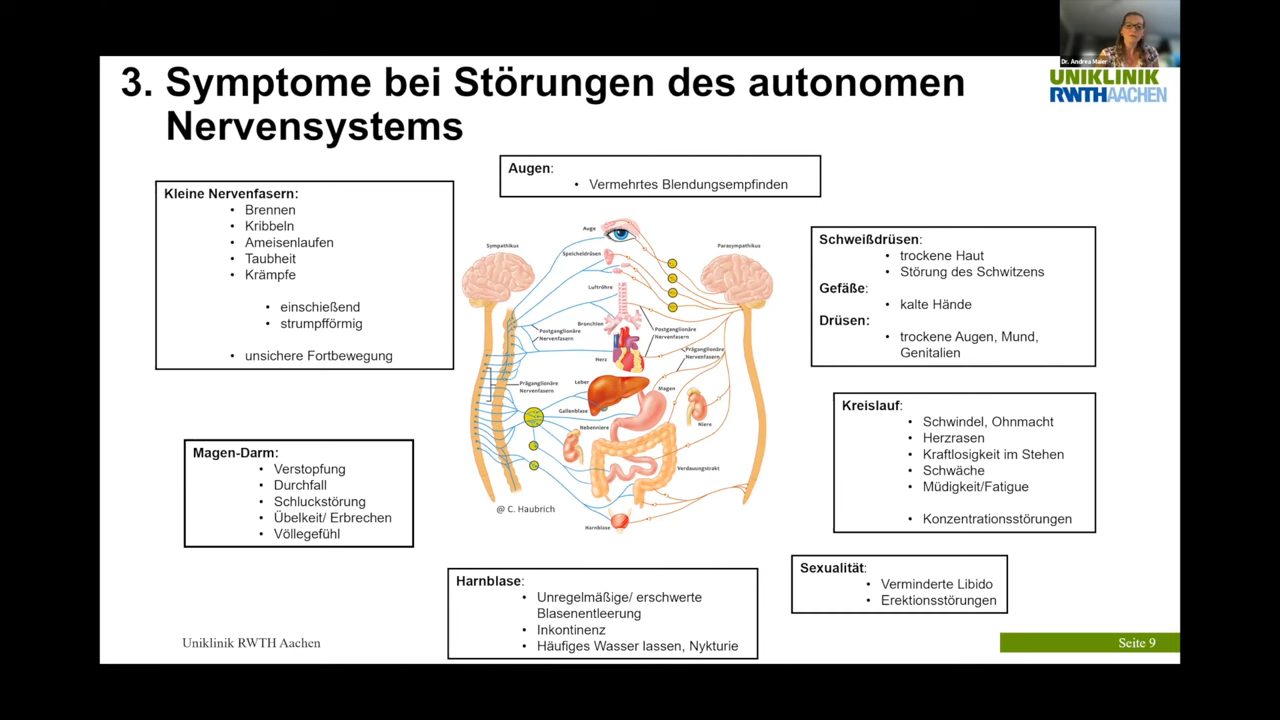 Dr. Andrea Maier
UNIKLINIK
RWTHAACHEN
3. Symptome bei Störungen des autonomen
Nervensystems
Augen:
• Vermehrtes Blendungsempfinden
Kleine Nervenfasern:
• Brennen
• Kribbeln
• Ameisenlaufen
• Taubheit
• Krämpfe
• einschießend
• strumpfförmig
• unsichere Fortbewegung
Magen-Darm:
• Verstopfung
• Durchfall
• Schluckstörung
• Übelkeit/ Erbrechen
• Völlegefühl
Sympathikus
Parasympathikus
Auge
Speicheldrüsen
Luftröhre
Bronchien
Postganglionäre
Nervenfasern
Postganglionäre
Nervenfasern
Herz
Präganglionäre
Nervenfasern
Präganglionäre
Nervenfasern
Leber
Magen
Gallenblase
Niere
Nebenniere
Verdauungstrakt
Harnblase
@ C. Haubrich
Schweißdrüsen:
• trockene Haut
• Störung des Schwitzens
Gefäße:
• kalte Hände
Drüsen:
• trockene Augen, Mund,
Genitalien
Kreislauf:
• Schwindel, Ohnmacht
• Herzrasen
• Kraftlosigkeit im Stehen
• Schwäche
• Müdigkeit/Fatigue
• Konzentrationsstörungen
Sexualität:
• Verminderte Libido
• Erektionsstörungen
Harnblase:
• Unregelmäßige/ erschwerte
Blasenentleerung
• Inkontinenz
• Häufiges Wasser lassen, Nykturie
Uniklinik RWTH Aachen
Seite 9